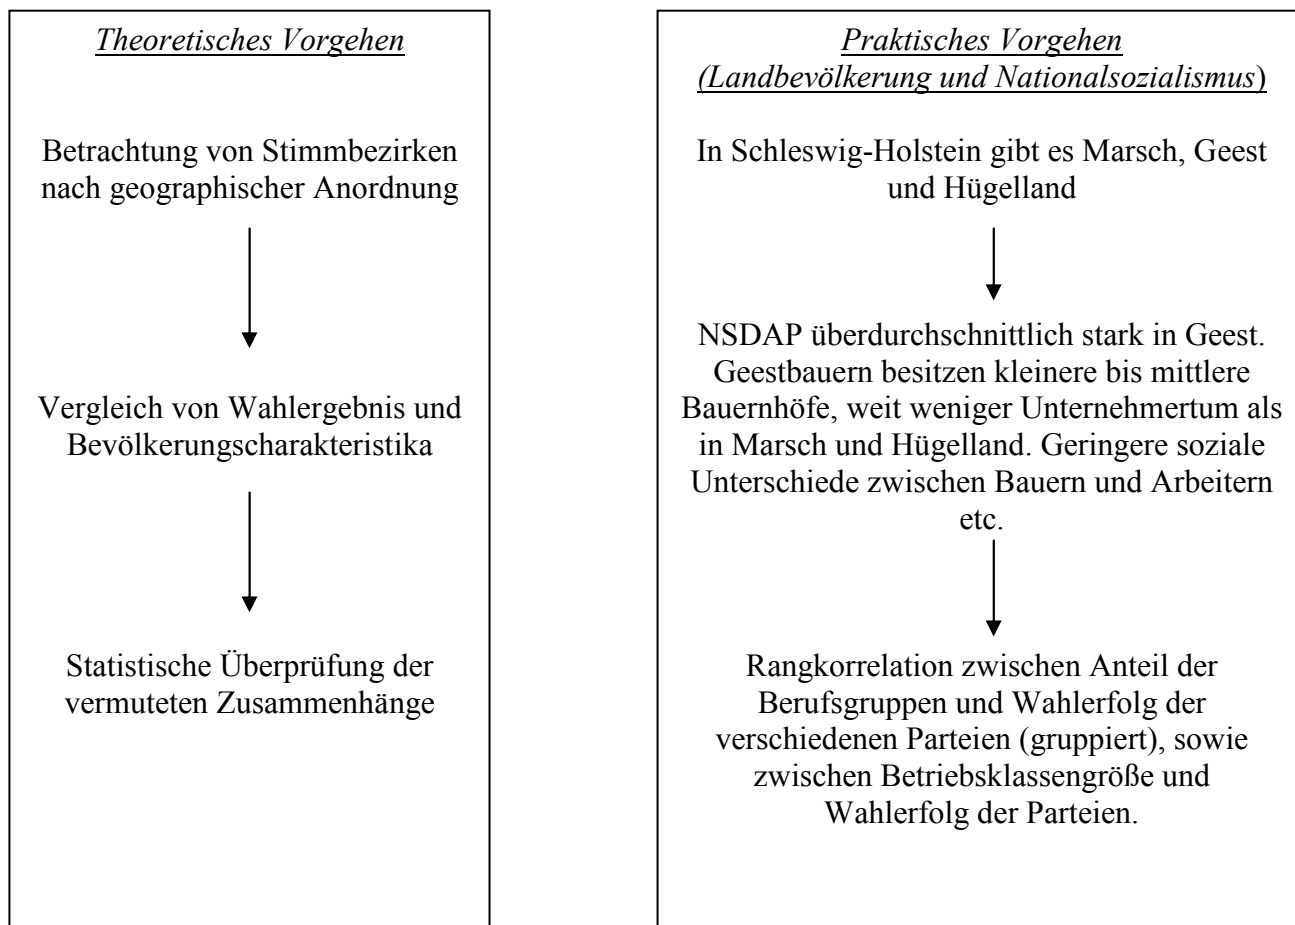 Theoretisches Vorgehen
Betrachtung von Stimmbezirken
nach geographischer Anordnung
Vergleich von Wahlergebnis und
Bevölkerungscharakteristika
Statistische Überprüfung der
vermuteten Zusammenhänge
Praktisches Vorgehen
(Landbevölkerung und Nationalsozialismus)
In Schleswig-Holstein gibt es Marsch, Geest
und Hügelland
NSDAP überdurchschnittlich stark in Geest.
Geestbauern besitzen kleinere bis mittlere
Bauernhöfe, weit weniger Unternehmertum als
in Marsch und Hügelland. Geringere soziale
Unterschiede zwischen Bauern und Arbeitern
etc.
Rangkorrelation zwischen Anteil der
Berufsgruppen und Wahlerfolg der
verschiedenen Parteien (gruppiert), sowie
zwischen Betriebsklassengröße und
Wahlerfolg der Parteien.